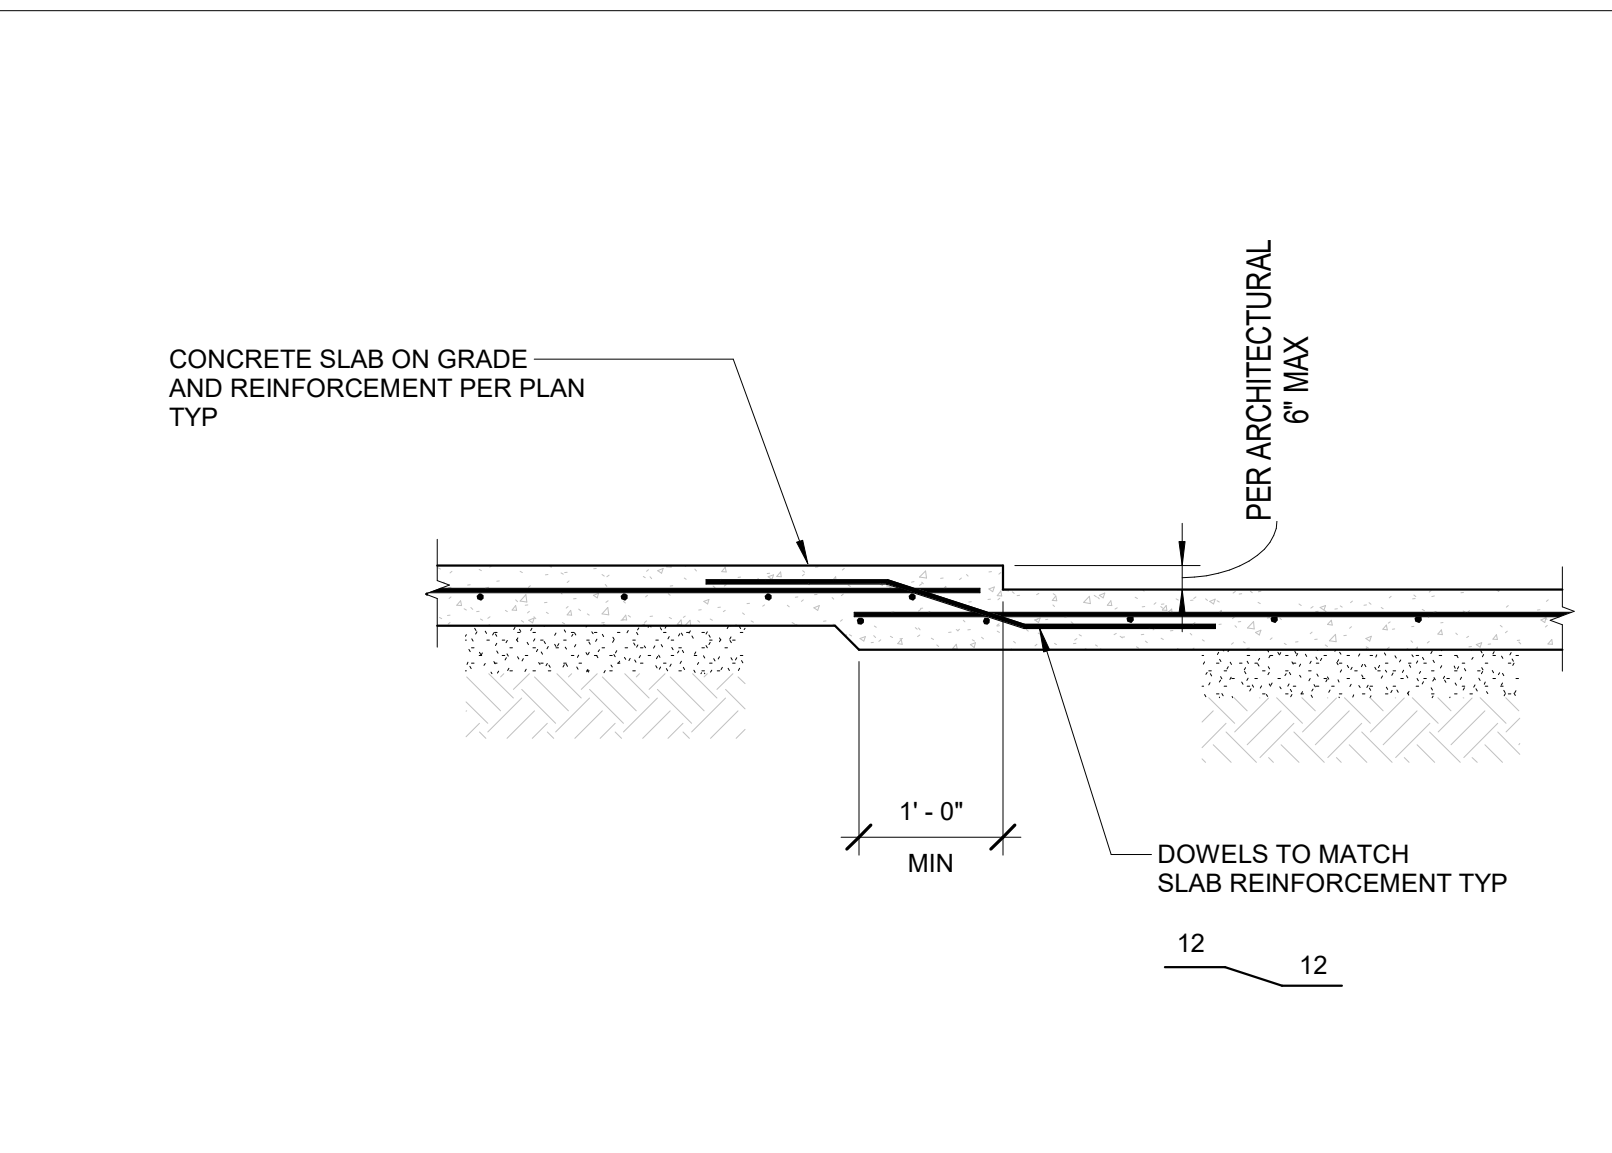 PER ARCHITECTURAL
6" MAX
CONCRETE SLAB ON GRADE
AND REINFORCEMENT PER PLAN
TYP
1' - 0"
MIN
DOWELS TO MATCH
SLAB REINFORCEMENT TYP
12
12